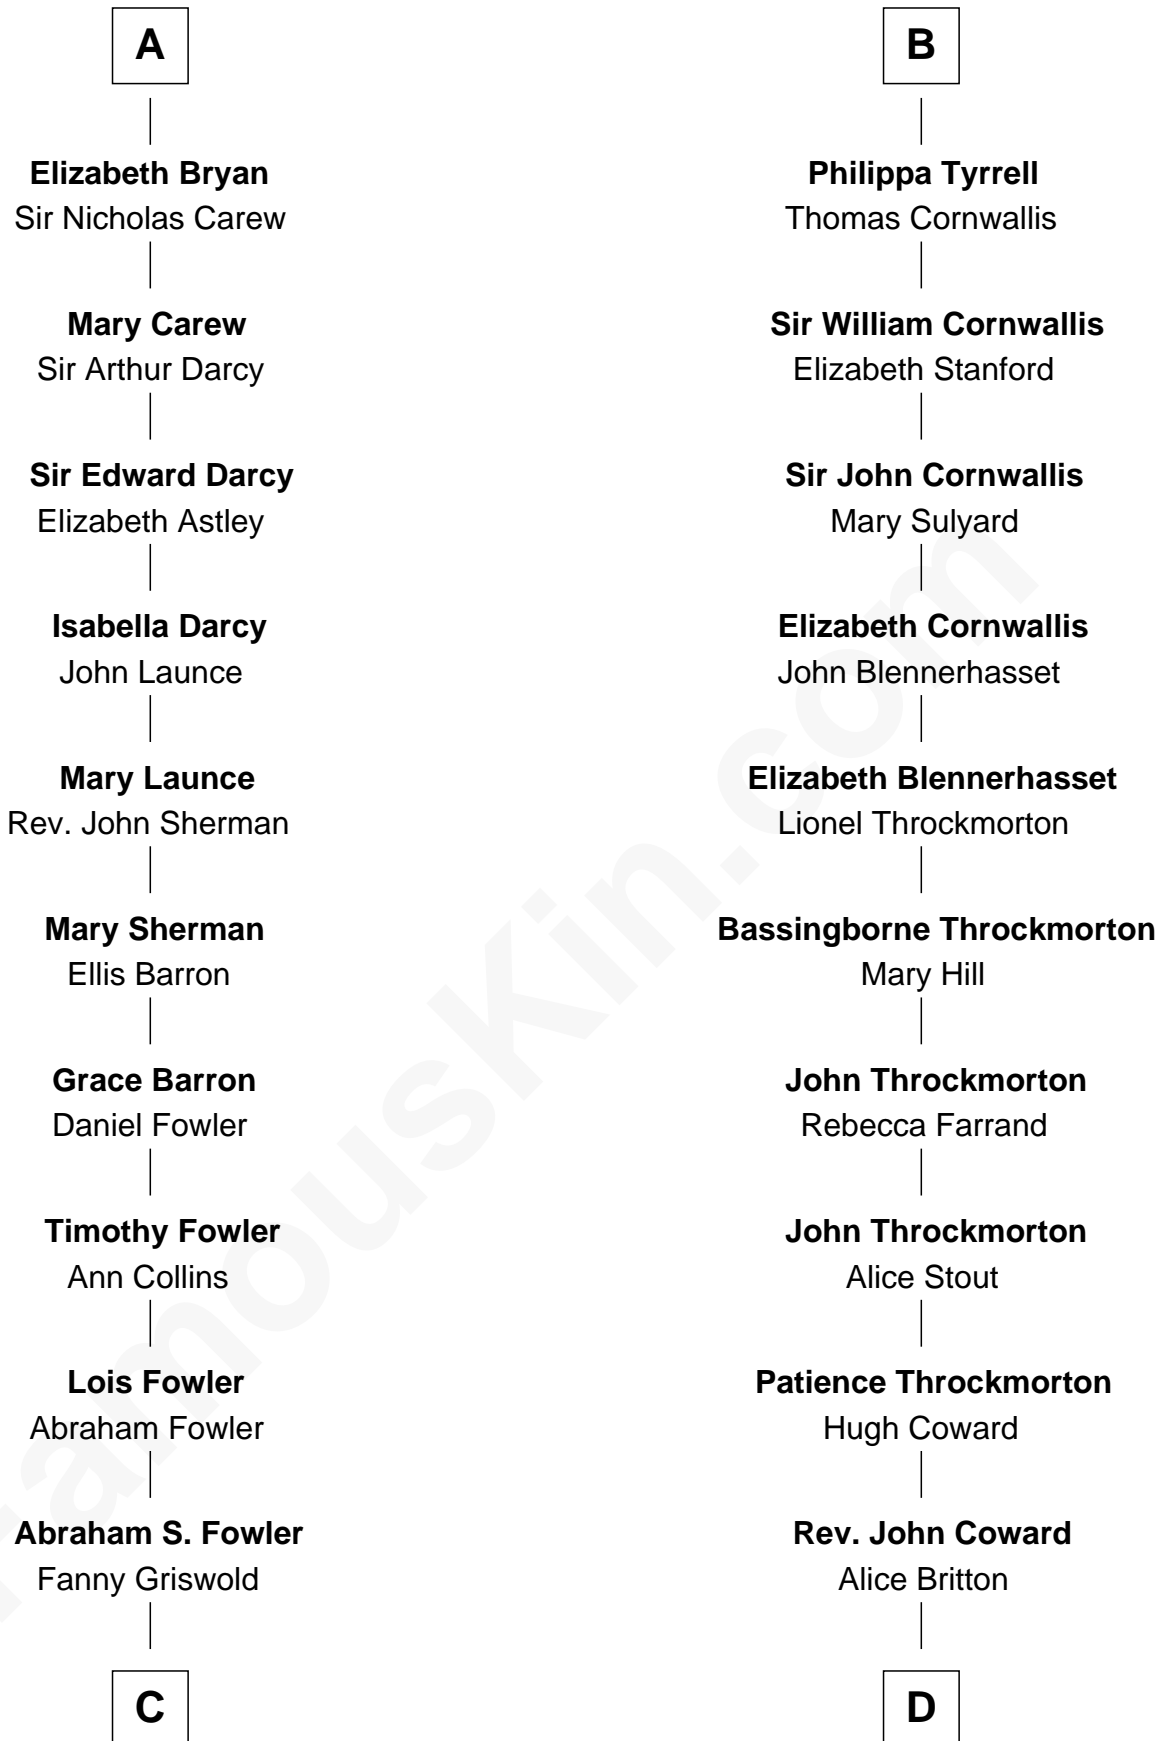 A
Elizabeth Bryan
Sir Nicholas Carew
Mary Carew
Sir Arthur Darcy
Sir Edward Darcy
Elizabeth Astley
Isabella Darcy
John Launce
Mary Launce
Rev. John Sherman
Mary Sherman
Ellis Barron
Grace Barron
Daniel Fowler
Timothy Fowler
Ann Collins
Lois Fowler
Abraham Fowler
Abraham S. Fowler
Fanny Griswold
C
B
Philippa Tyrrell
Thomas Cornwallis
Sir William Cornwallis
Elizabeth Stanford
Sir John Cornwallis
Mary Sulyard
Elizabeth Cornwallis
John Blennerhasset
Elizabeth Blennerhasset
Lionel Throckmorton
Bassingborne Throckmorton
Mary Hill
John Throckmorton
Rebecca Farrand
John Throckmorton
Alice Stout
Patience Throckmorton
Hugh Coward
Rev. John Coward
Alice Britton
D
FamousKin.com